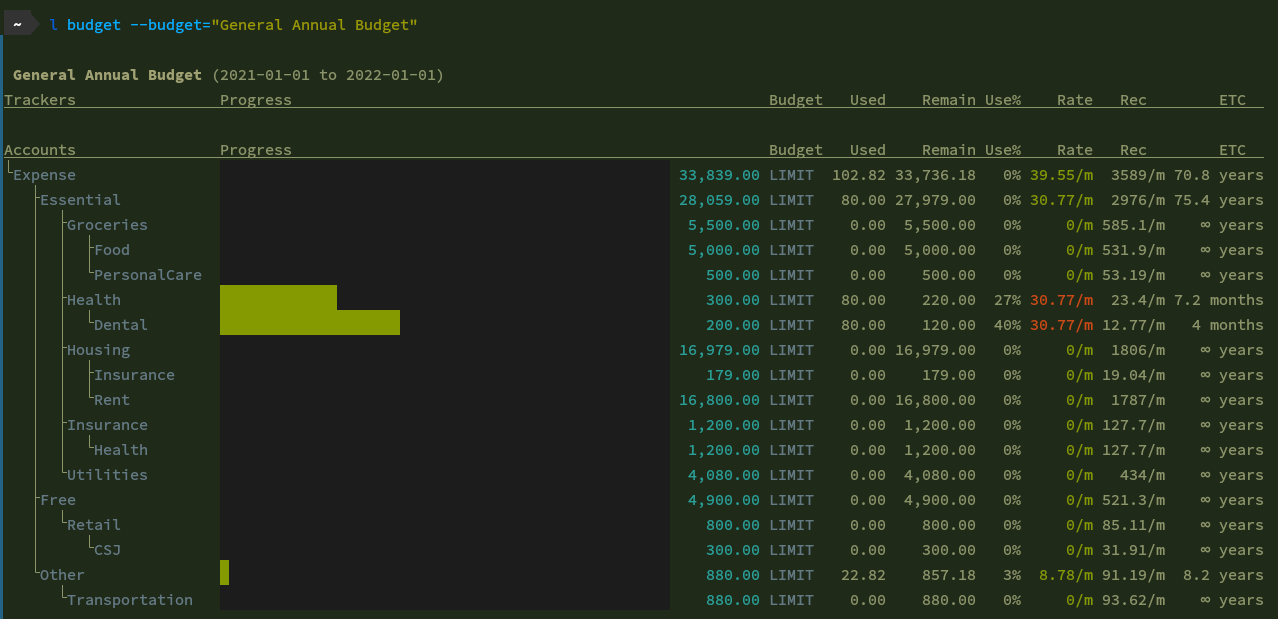 ~ l budget --budget="General Annual Budget"
General Annual Budget (2021-01-01 to 2022-01-01)
Trackers Progress Budget Used Remain Use% Rate Rec ETC
Accounts Progress Budget Used Remain Use% Rate Rec ETC
Expense 33,839.00 LIMIT 102.82 33,736.18 0% 39.55/m 3589/m 70.8 years
Essential 28,059.00 LIMIT 80.00 27,979.00 0% 30.77/m 2976/m 75.4 years
Groceries 5,500.00 LIMIT 0.00 5,500.00 0% 0/m 585.1/m ∞ years
Food 5,000.00 LIMIT 0.00 5,000.00 0% 0/m 531.9/m ∞ years
PersonalCare 500.00 LIMIT 0.00 500.00 0% 0/m 53.19/m ∞ years
Health 300.00 LIMIT 80.00 220.00 27% 30.77/m 23.4/m 7.2 months
Dental 200.00 LIMIT 80.00 120.00 40% 30.77/m 12.77/m 4 months
Housing 16,979.00 LIMIT 0.00 16,979.00 0% 0/m 1806/m ∞ years
Insurance 179.00 LIMIT 0.00 179.00 0% 0/m 19.04/m ∞ years
Rent 16,800.00 LIMIT 0.00 16,800.00 0% 0/m 1787/m ∞ years
Insurance 1,200.00 LIMIT 0.00 1,200.00 0% 0/m 127.7/m ∞ years
Health 1,200.00 LIMIT 0.00 1,200.00 0% 0/m 127.7/m ∞ years
Utilities 4,080.00 LIMIT 0.00 4,080.00 0% 0/m 434/m ∞ years
Free 4,900.00 LIMIT 0.00 4,900.00 0% 0/m 521.3/m ∞ years
Retail 800.00 LIMIT 0.00 800.00 0% 0/m 85.11/m ∞ years
CSJ 300.00 LIMIT 0.00 300.00 0% 0/m 31.91/m ∞ years
Other 880.00 LIMIT 22.82 857.18 3% 8.78/m 91.19/m 8.2 years
Transportation 880.00 LIMIT 0.00 880.00 0% 0/m 93.62/m ∞ years